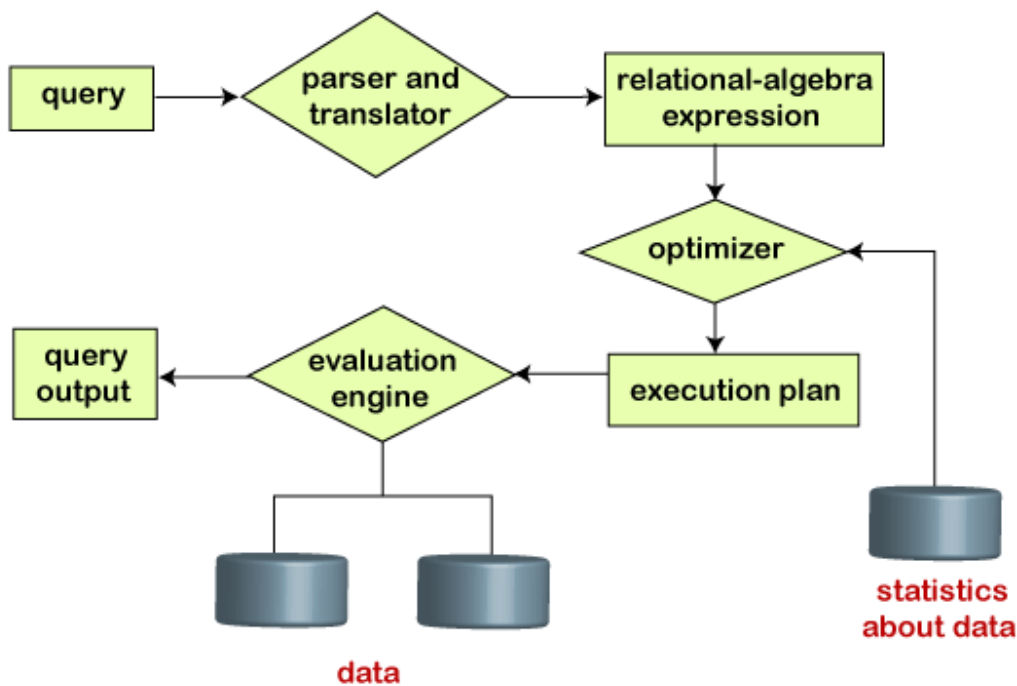 query
parser and
translator
relational-algebra
expression
optimizer
execution plan
evaluation
engine
query
output
data
statistics
about data